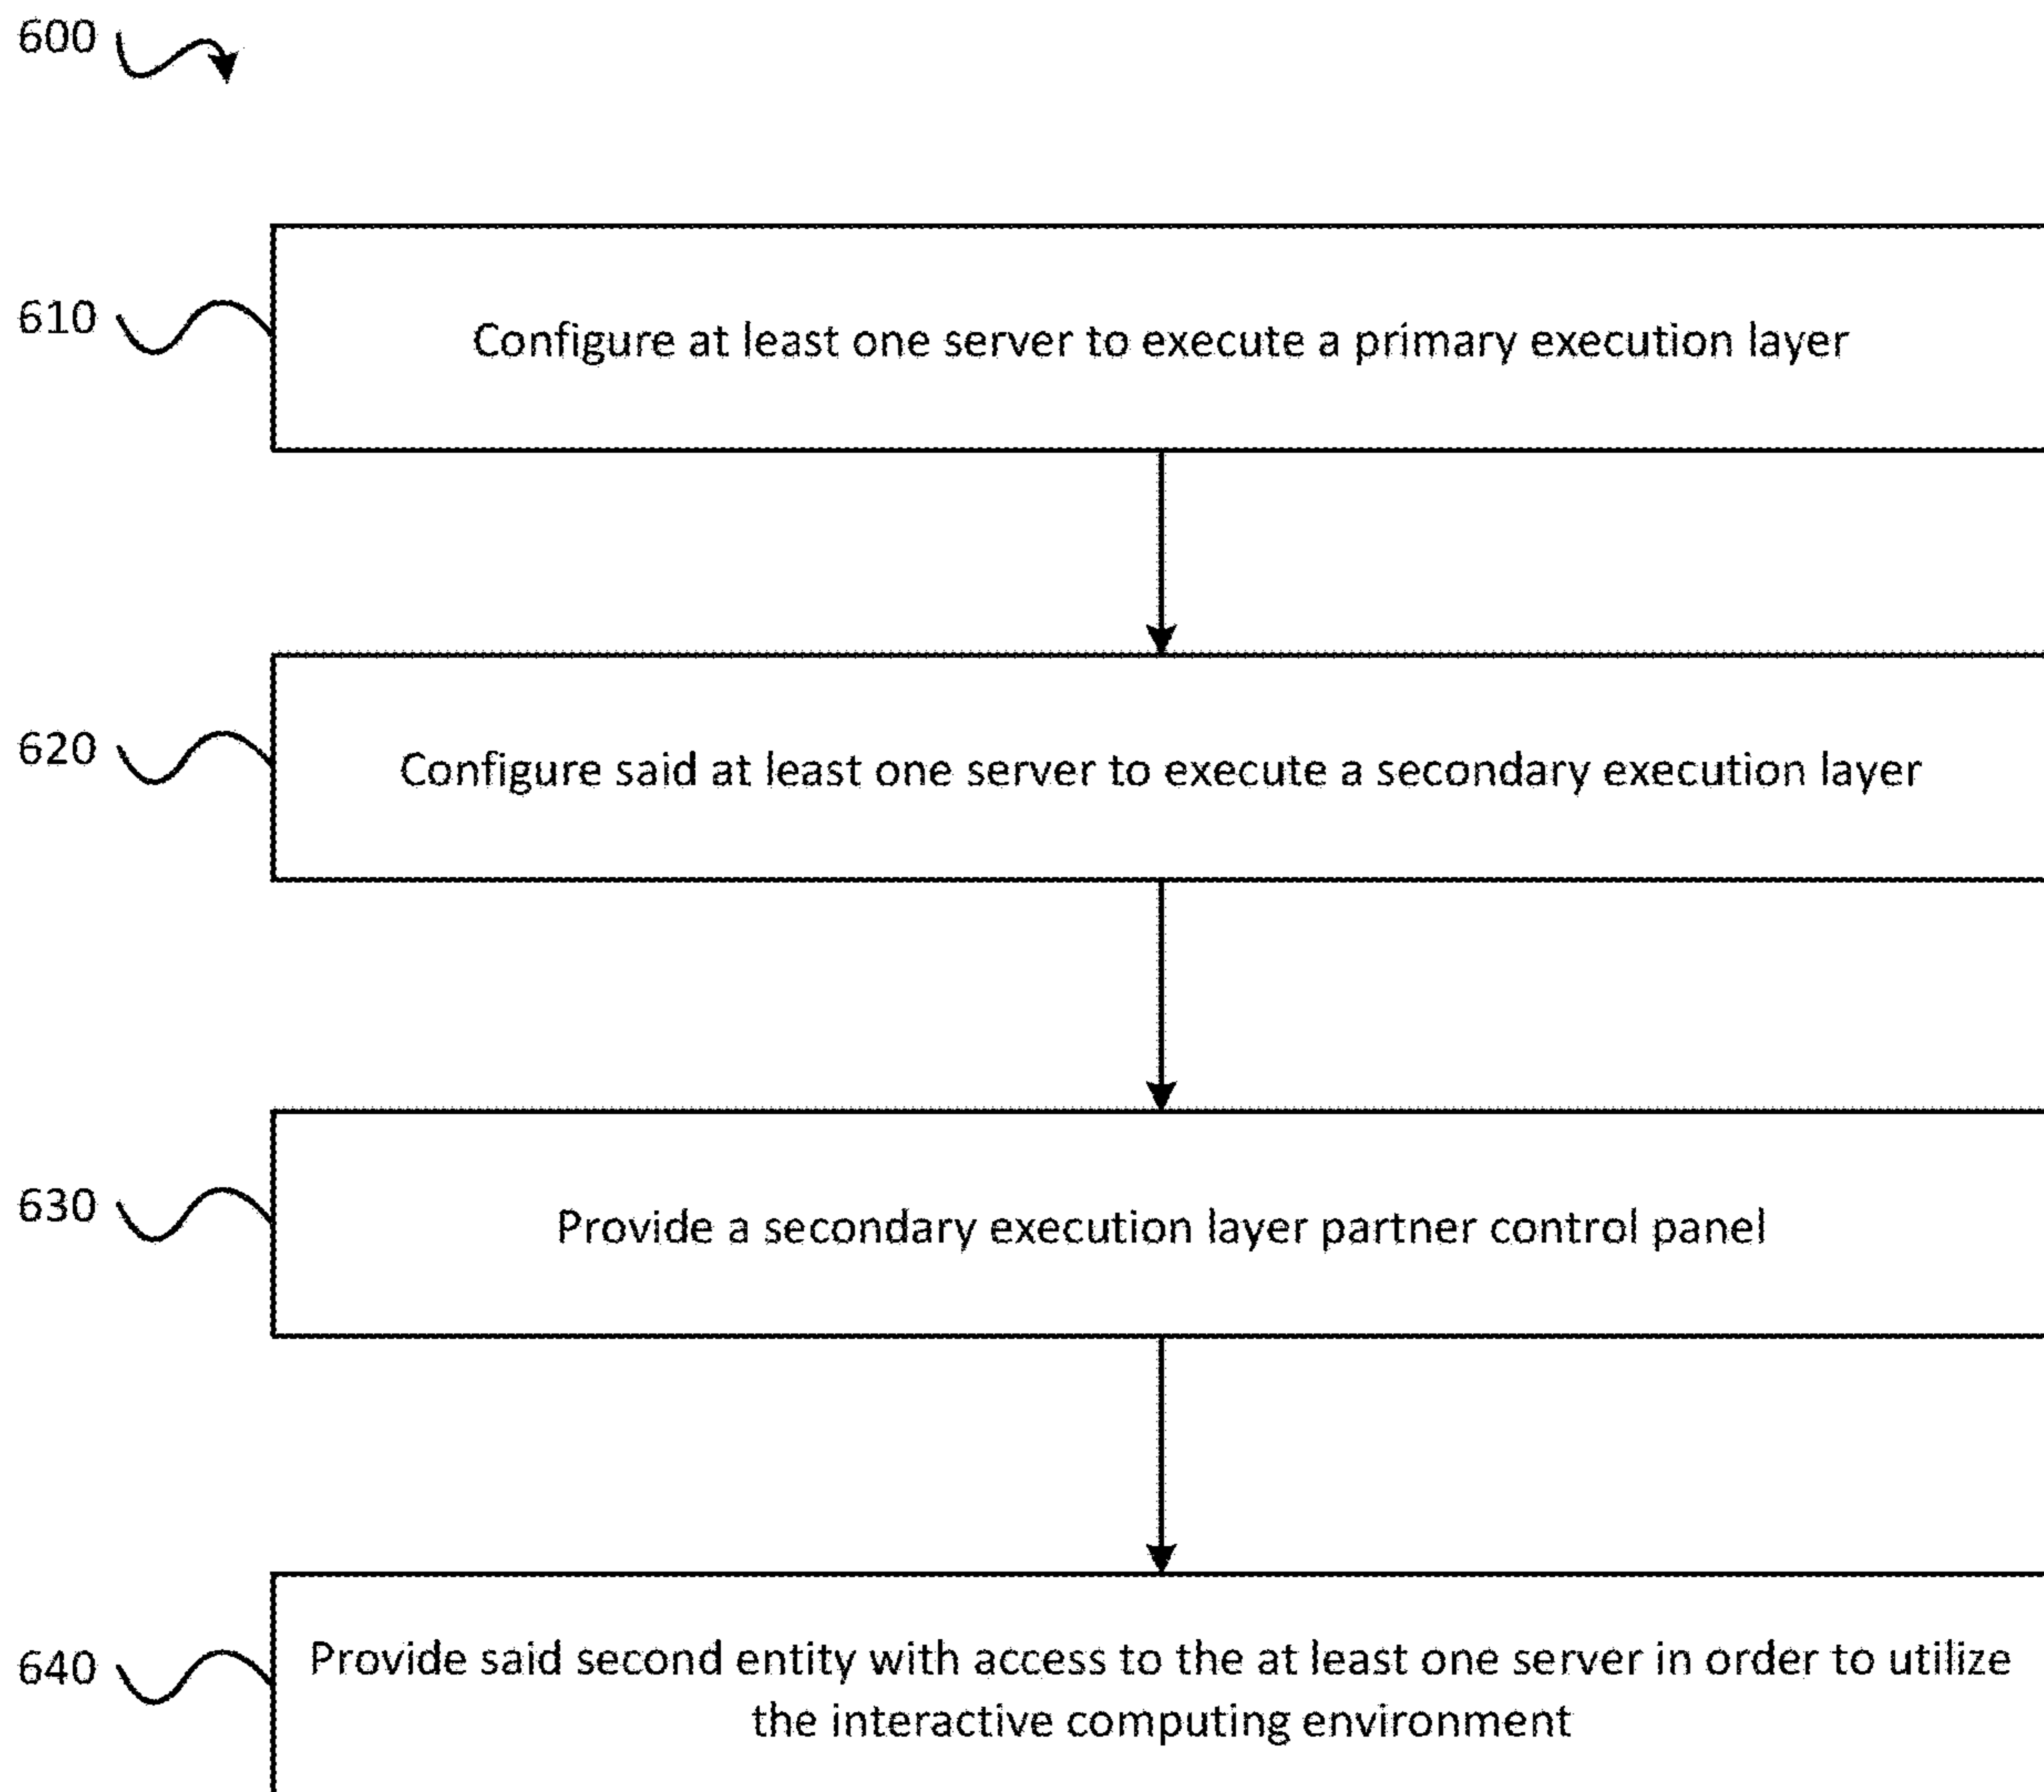 600
610
Configure at least one server to execute a primary execution layer
620
Configure said at least one server to execute a secondary execution layer
630
Provide a secondary execution layer partner control panel
640
Provide said second entity with access to the at least one server in order to utilize
the interactive computing environment